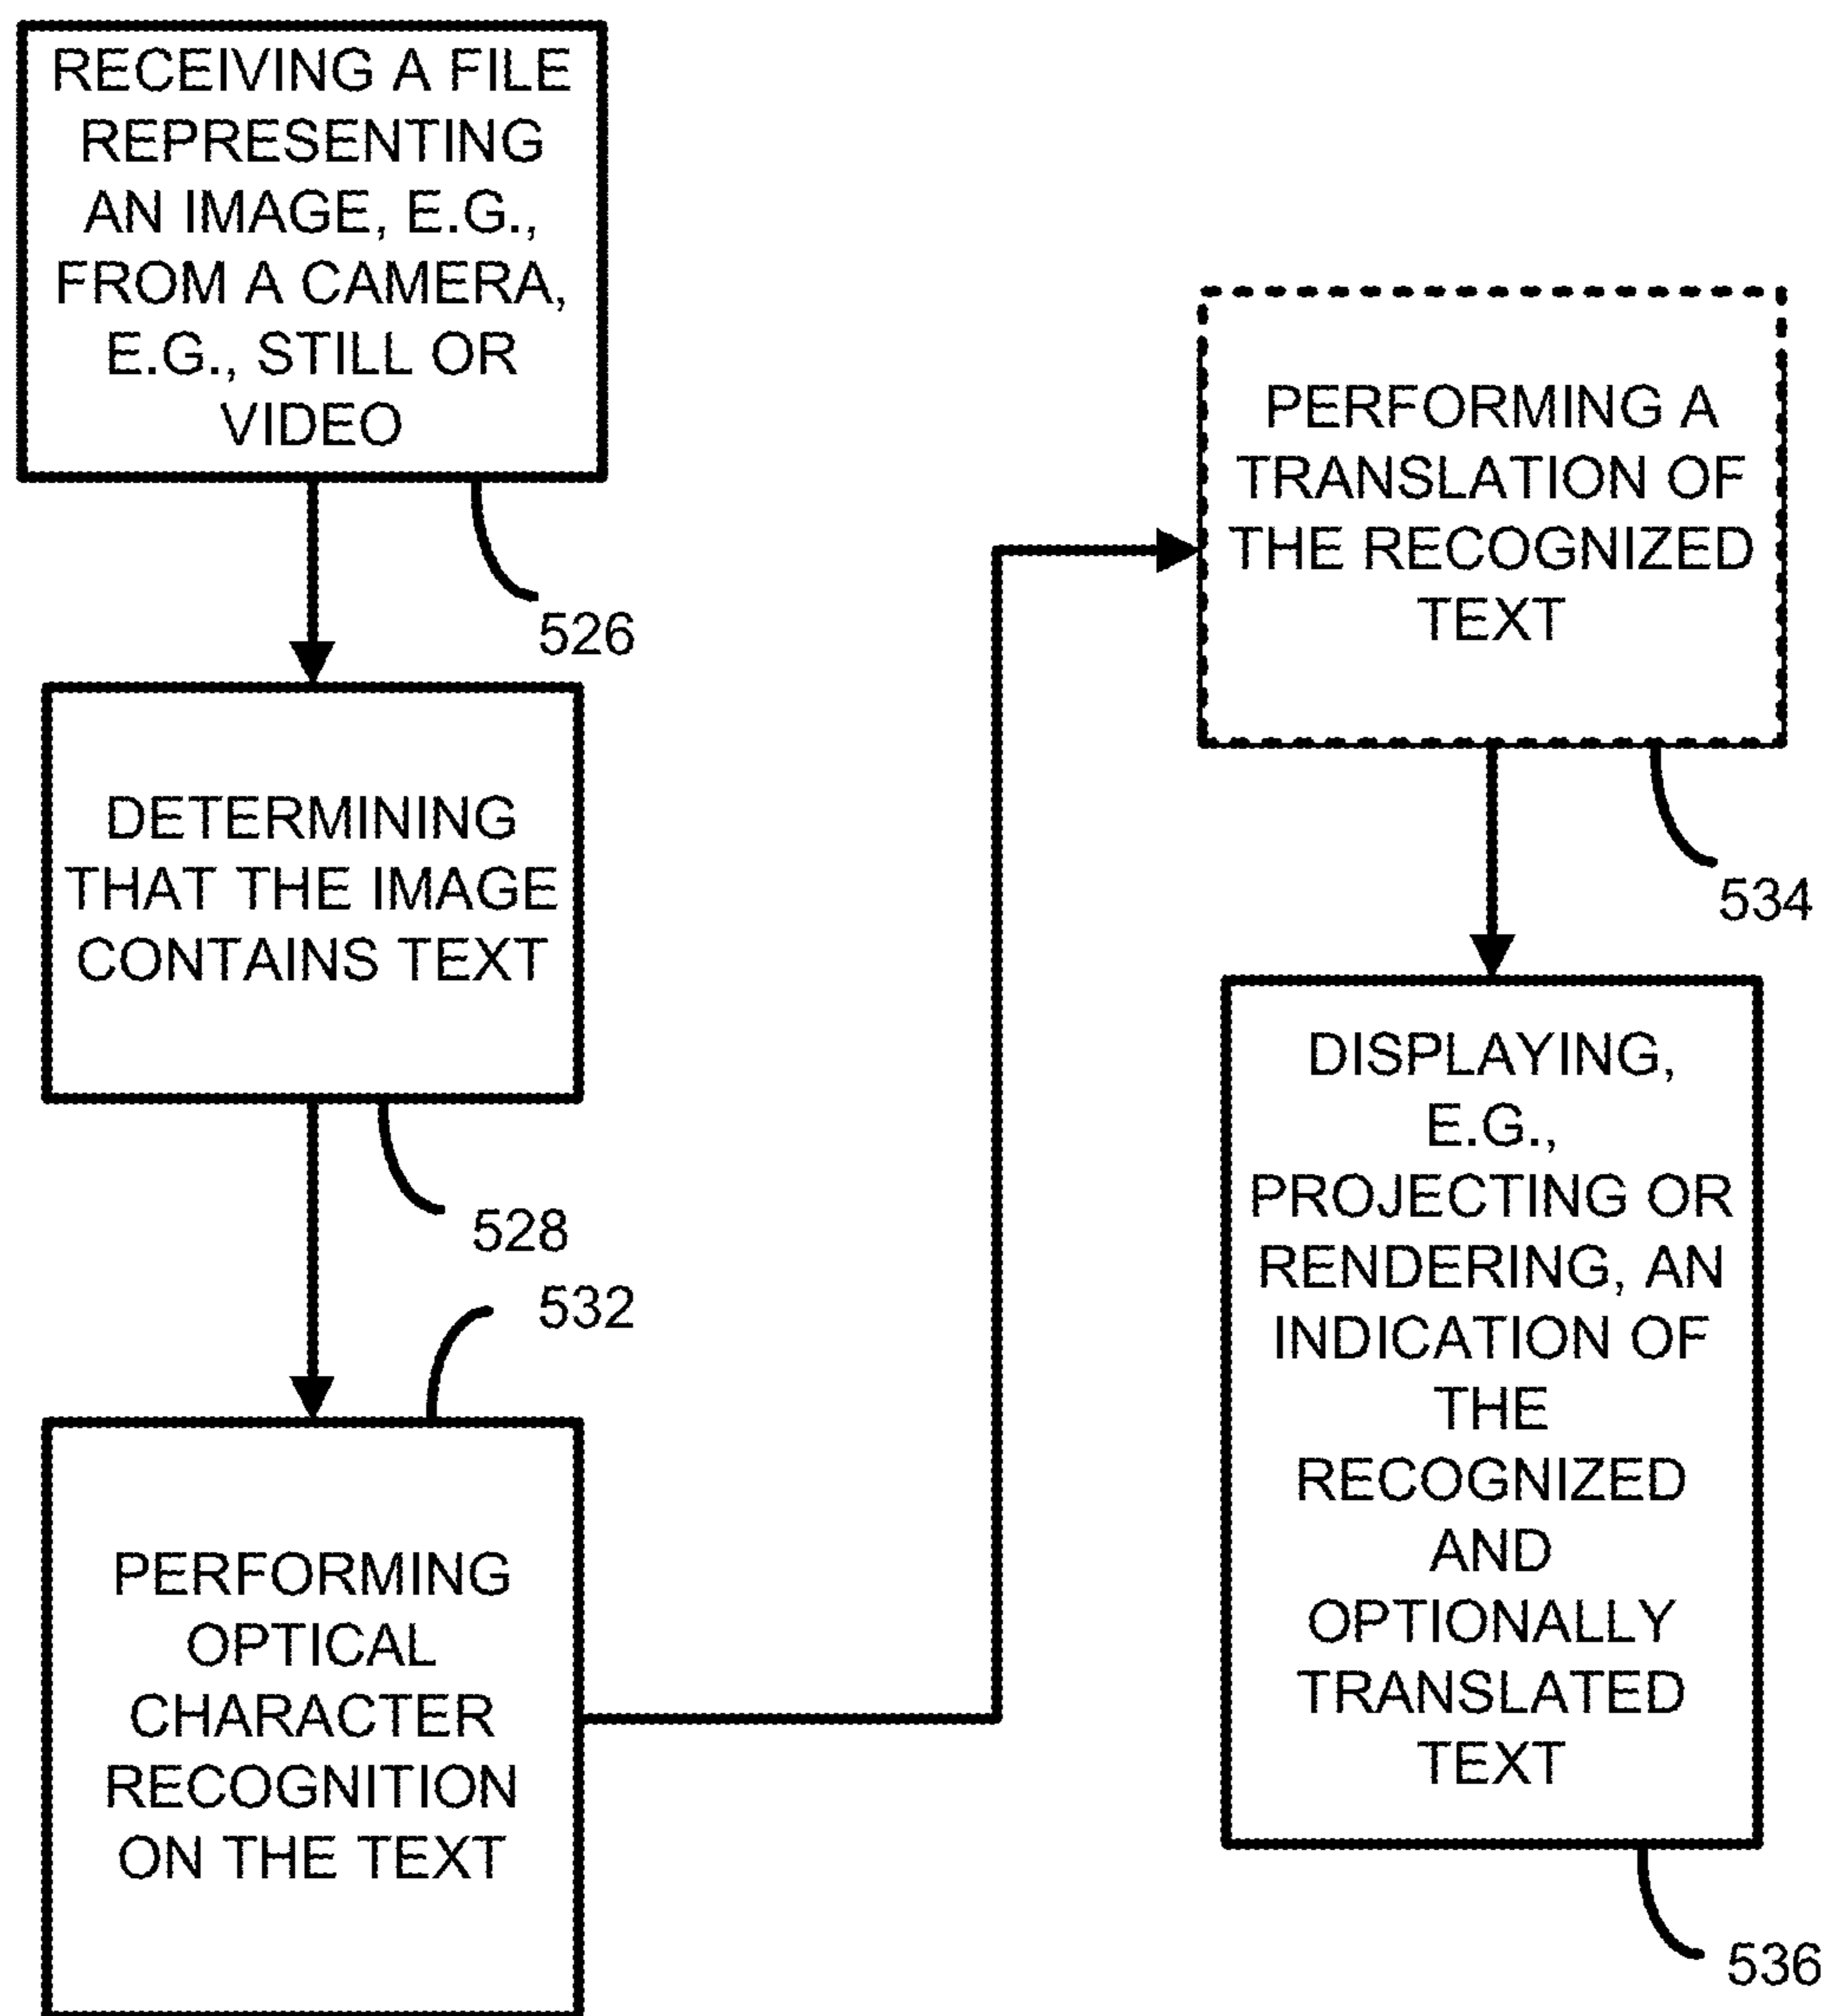 RECEIVING A FILE
REPRESENTING
AN IMAGE, E.G.,
FROM A CAMERA,
E.G., STILL OR
VIDEO
526
DETERMINING
THAT THE IMAGE
CONTAINS TEXT
528
532
PERFORMING
OPTICAL
CHARACTER
RECOGNITION
ON THE TEXT
PERFORMING A
TRANSLATION OF
THE RECOGNIZED
TEXT
534
DISPLAYING,
E.G.,
PROJECTING OR
RENDERING, AN
INDICATION OF
THE
RECOGNIZED
AND
OPTIONALLY
TRANSLATED
TEXT
536